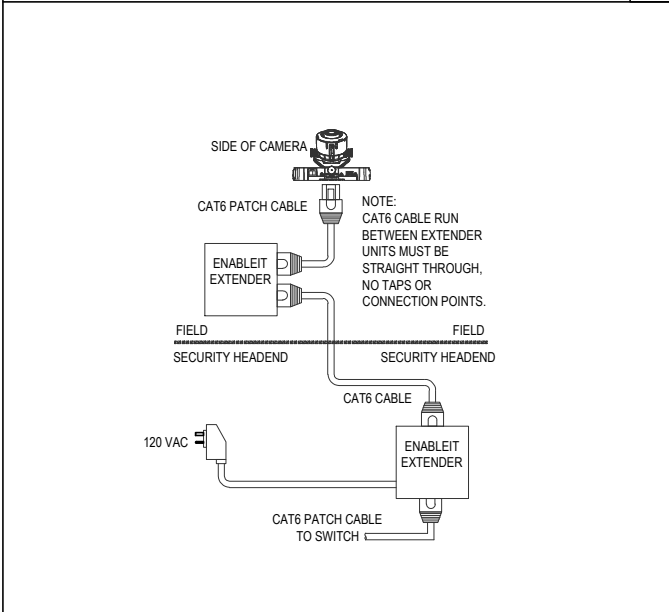 SIDE OF CAMERA
CAT6 PATCH CABLE
NOTE:
CAT6 CABLE RUN
BETWEEN EXTENDER
UNITS MUST BE
STRAIGHT THROUGH,
NO TAPS OR
CONNECTION POINTS.
ENABLEIT
EXTENDER
FIELD
FIELD
SECURITY HEADEND
SECURITY HEADEND
CAT6 CABLE
120 VAC
ENABLEIT
EXTENDER
CAT6 PATCH CABLE
TO SWITCH